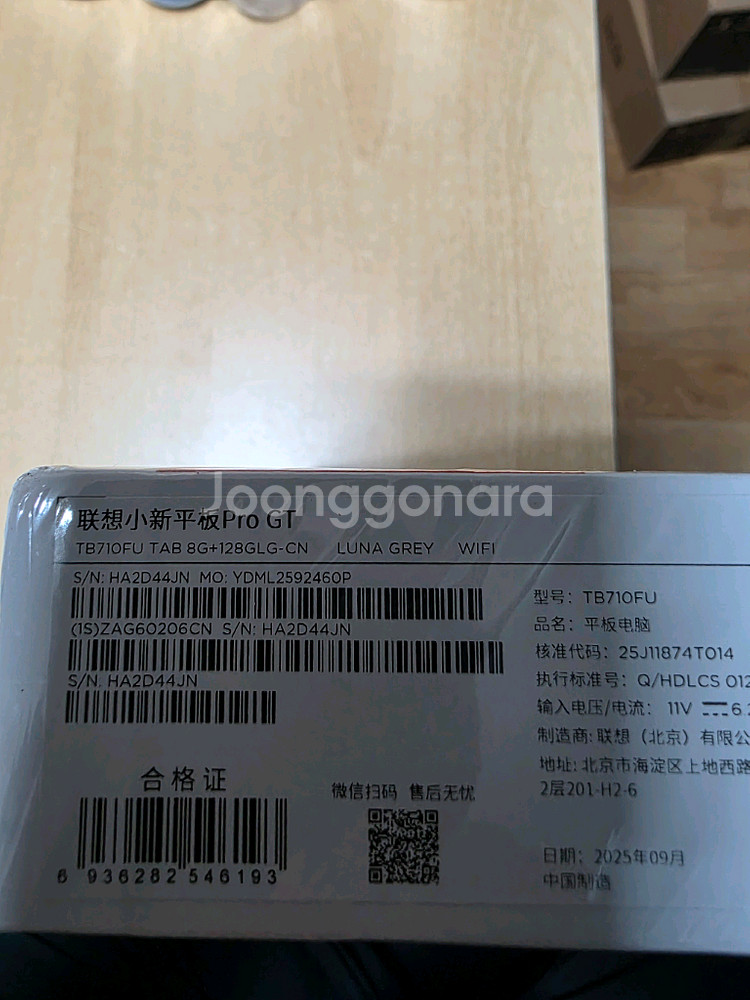 Joonggonara
联想小新平板Pro GT
TB710FU TAB 8G+128GLG-CN LUNA GREY WIFI
S/N: HA2D44JN MO: YDML2592460P
(1S)ZAG60206CN S/N: HA2D44JN
S/N: HA2D44JN
型号: TB710FU
品名: 平板电脑
核准代码: 25J11874T014
执行标准号: Q/HDLCS 012
输入电压/电流: 11V ⎓6.
制造商: 联想（北京）有限公
地址: 北京市海淀区上地西路
2层201-H2-6
合格证
6 936282 546193
微信扫码 售后无忧
日期: 2025年09月
中国制造